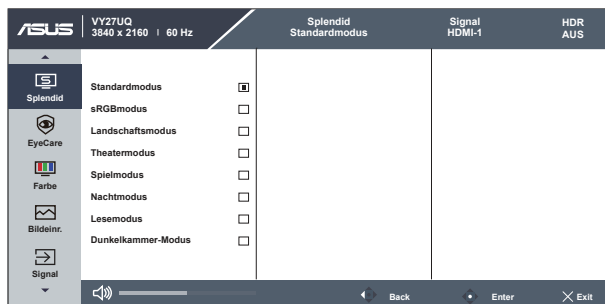 ASUS
VY27UQ
3840 x 2160 | 60 Hz
Splendid
Standardmodus
Signal
HDMI-1
HDR
AUS
Splendid
EyeCare
Farbe
Bildeinr.
Signal
Standardmodus
sRGBmodus
Landschaftsmodus
Theatermodus
Spielmodus
Nachtmodus
Lesemodus
Dunkelkammer-Modus
Back
Enter
Exit